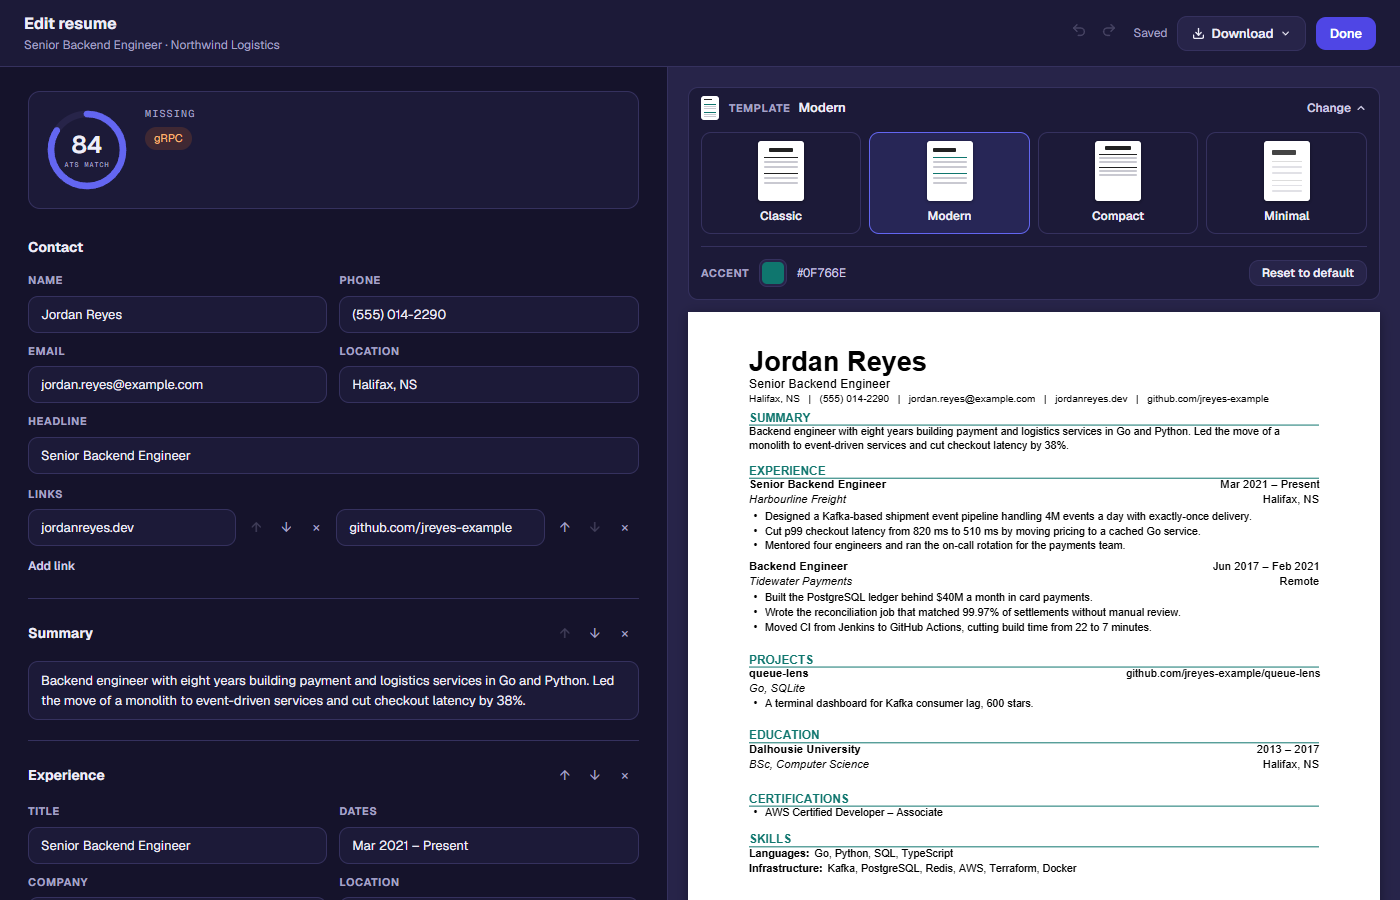 Edit resume
Senior Backend Engineer · Northwind Logistics
Saved
Download
Done
84
ATS MATCH
MISSING
gRPC
Contact
NAME
PHONE
Jordan Reyes
(555) 014-2290
EMAIL
LOCATION
jordan.reyes@example.com
Halifax, NS
HEADLINE
Senior Backend Engineer
LINKS
jordanreyes.dev
github.com/jreyes-example
Add link
Summary
Backend engineer with eight years building payment and logistics services in Go and Python. Led
the move of a monolith to event-driven services and cut checkout latency by 38%.
Experience
TITLE
DATES
Senior Backend Engineer
Mar 2021 – Present
COMPANY
LOCATION
TEMPLATE Modern
Change
Classic
Modern
Compact
Minimal
ACCENT
#0F766E
Reset to default
Jordan Reyes
Senior Backend Engineer
Halifax, NS | (555) 014-2290 | jordan.reyes@example.com | jordanreyes.dev | github.com/jreyes-example
SUMMARY
Backend engineer with eight years building payment and logistics services in Go and Python. Led the move of a
monolith to event-driven services and cut checkout latency by 38%.
EXPERIENCE
Senior Backend Engineer Mar 2021 – Present
Harbourline Freight Halifax, NS
• Designed a Kafka-based shipment event pipeline handling 4M events a day with exactly-once delivery.
• Cut p99 checkout latency from 820 ms to 510 ms by moving pricing to a cached Go service.
• Mentored four engineers and ran the on-call rotation for the payments team.
Backend Engineer Jun 2017 – Feb 2021
Tidewater Payments Remote
• Built the PostgreSQL ledger behind $40M a month in card payments.
• Wrote the reconciliation job that matched 99.97% of settlements without manual review.
• Moved CI from Jenkins to GitHub Actions, cutting build time from 22 to 7 minutes.
PROJECTS
queue-lens github.com/jreyes-example/queue-lens
Go, SQLite
• A terminal dashboard for Kafka consumer lag, 600 stars.
EDUCATION
Dalhousie University 2013 – 2017
BSc, Computer Science Halifax, NS
CERTIFICATIONS
• AWS Certified Developer – Associate
SKILLS
Languages: Go, Python, SQL, TypeScript
Infrastructure: Kafka, PostgreSQL, Redis, AWS, Terraform, Docker